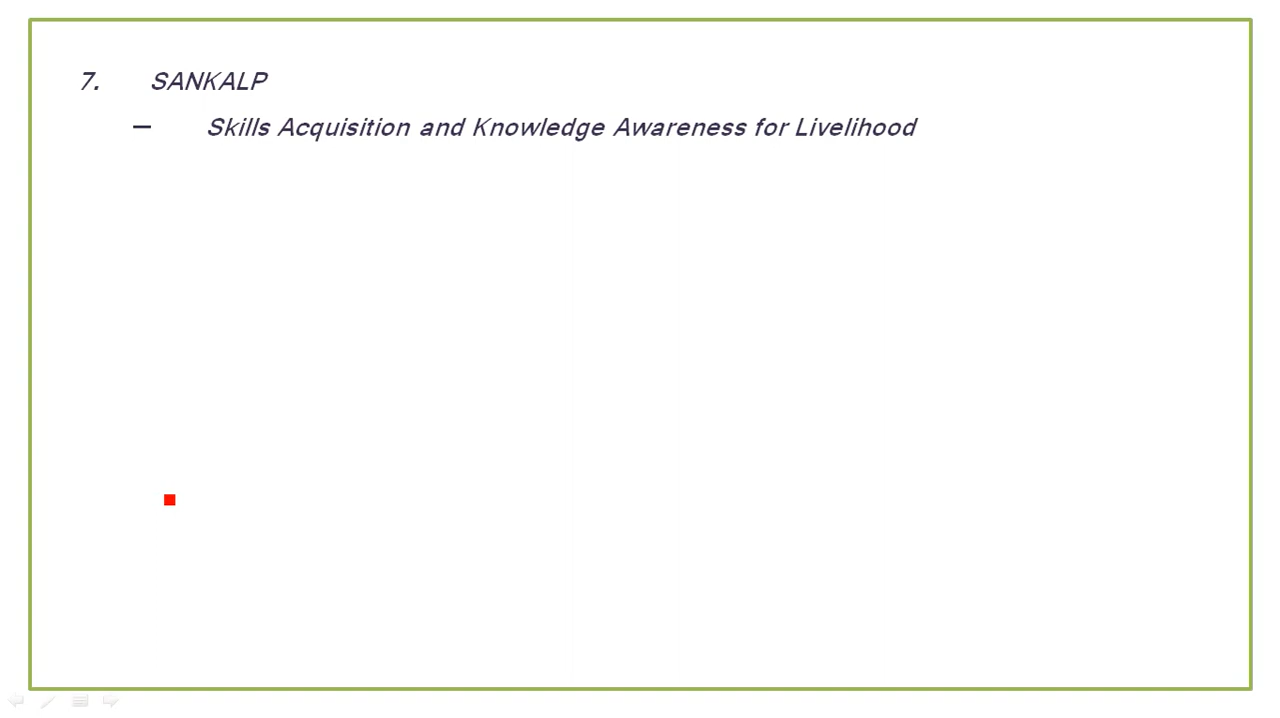 7. SANKALP
– Skills Acquisition and Knowledge Awareness for Livelihood